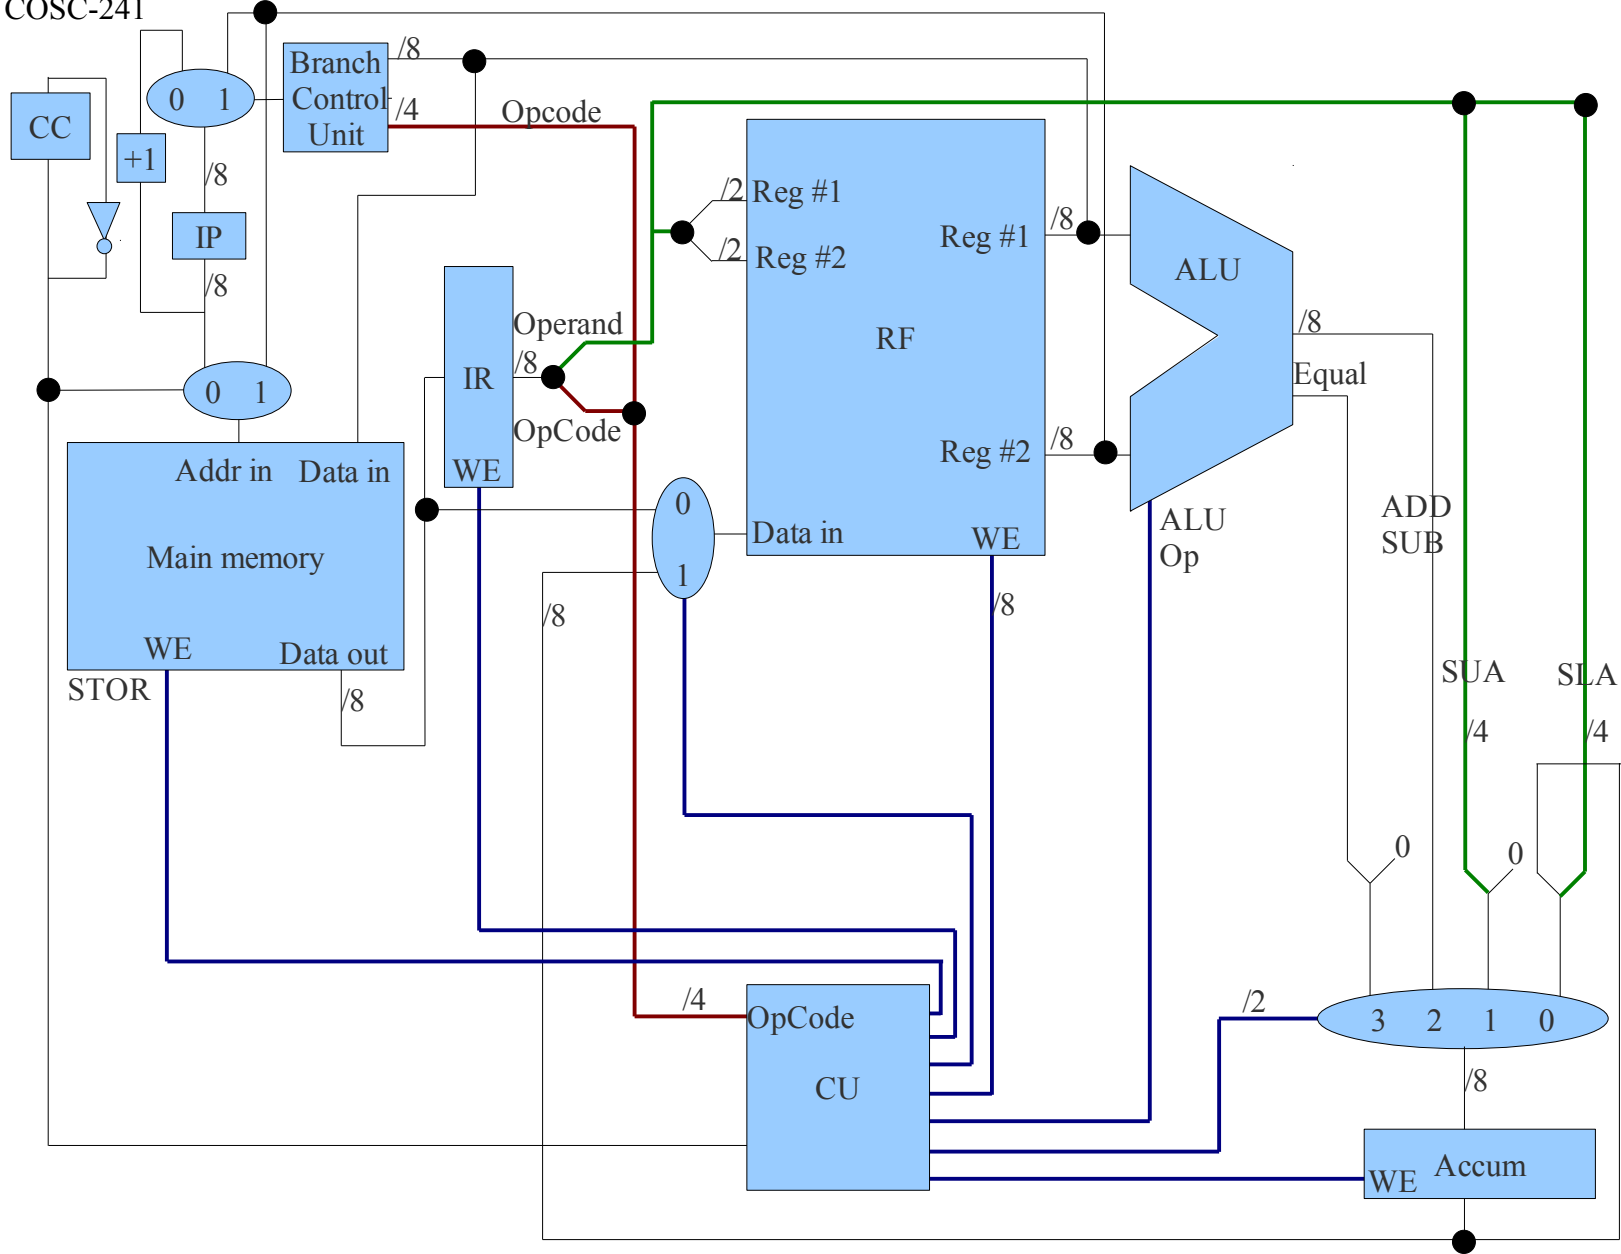 COSC-241
CC
+1
0 1
/8
IP
/8
Branch
Control
Unit
/8
/4
Opcode
0 1
Addr in Data in
Main memory
WE
Data out
STOR
/8
IR
WE
/8
Operand
OpCode
0
1
/8
/2
/2
Reg #1
Reg #2
RF
Reg #1
Reg #2
Data in
WE
/8
/8
/8
ALU
ALU
Op
/8
Equal
ADD
SUB
SUA
SLA
/4
/4
0
0
/4
OpCode
CU
/2
3 2 1 0
/8
WE
Accum